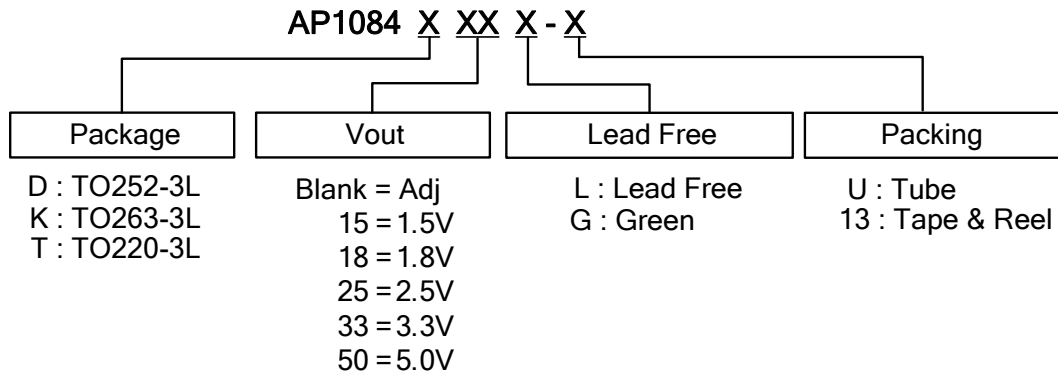 AP1084 X XX X - X
Package
Vout
Lead Free
Packing
D : TO252-3L
K : TO263-3L
T : TO220-3L
Blank = Adj
15 = 1.5V
18 = 1.8V
25 = 2.5V
33 = 3.3V
50 = 5.0V
L : Lead Free
G : Green
U : Tube
13 : Tape & Reel